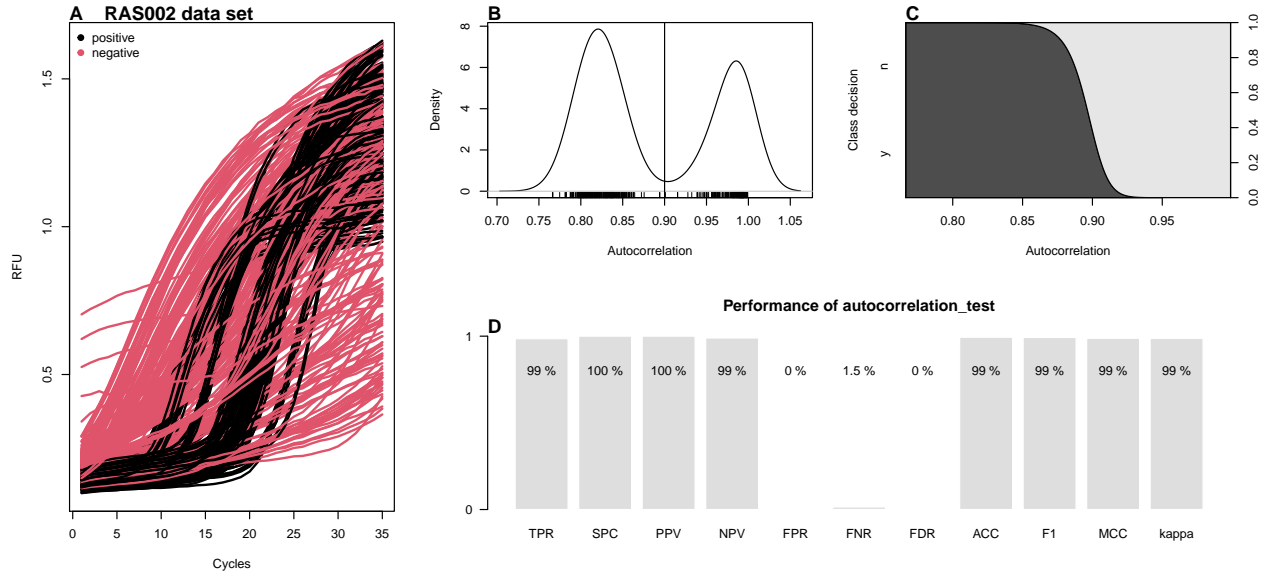 A RAS002 data set
positive
negative
1.5
1.0
0.5
RFU
0 5 10 15 20 25 30 35
Cycles
B
8
6
4
2
0
Density
0.70 0.75 0.80 0.85 0.90 0.95 1.00 1.05
Autocorrelation
C
n
y
Class decision
1.0
0.8
0.6
0.4
0.2
0.0
0.80 0.85 0.90 0.95
Autocorrelation
Performance of autocorrelation_test
D
1
0
99 % 100 % 100 % 99 % 0 % 1.5 % 0 % 99 % 99 % 99 % 99 %
TPR SPC PPV NPV FPR FNR FDR ACC F1 MCC kappa